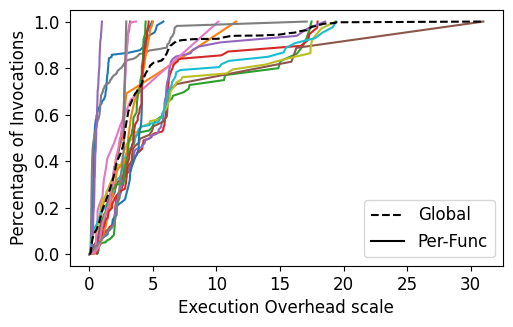 1.0
0.8
0.6
0.4
0.2
0.0
Percentage of Invocations
0 5 10 15 20 25 30
Execution Overhead scale
Global
Per-Func